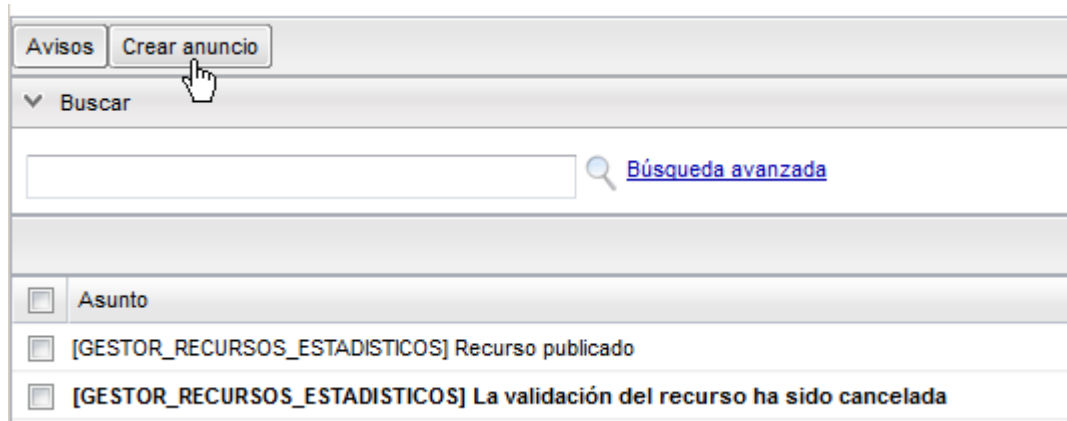 Avisos Crear anuncio
Buscar
Búsqueda avanzada
Asunto
[GESTOR_RECURSOS_ESTADISTICOS] Recurso publicado
[GESTOR_RECURSOS_ESTADISTICOS] La validación del recurso ha sido cancelada